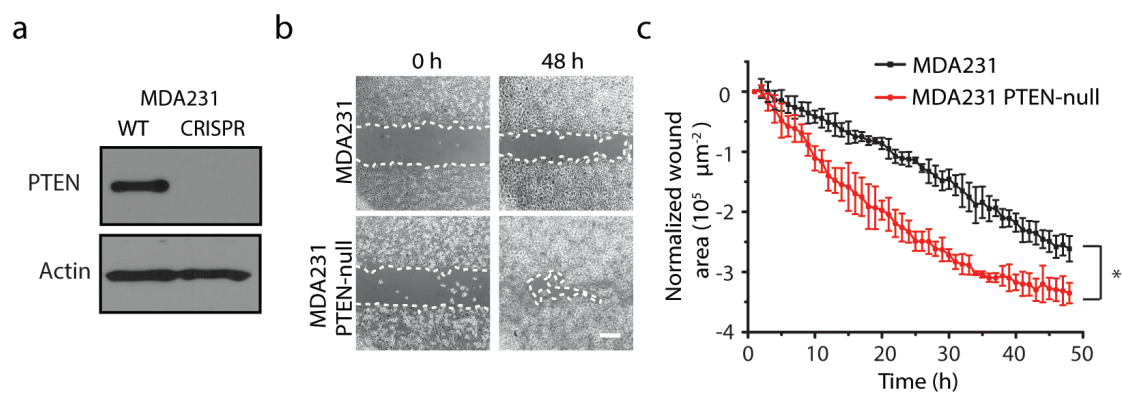 a
MDA231
WT CRISPR
PTEN
Actin
b
0 h 48 h
MDA231
MDA231
PTEN-null
c
MDA231
MDA231 PTEN-null
Normalized wound
area (10⁵ µm⁻²)
0
-1
-2
-3
-4
0 10 20 30 40 50
Time (h)
*